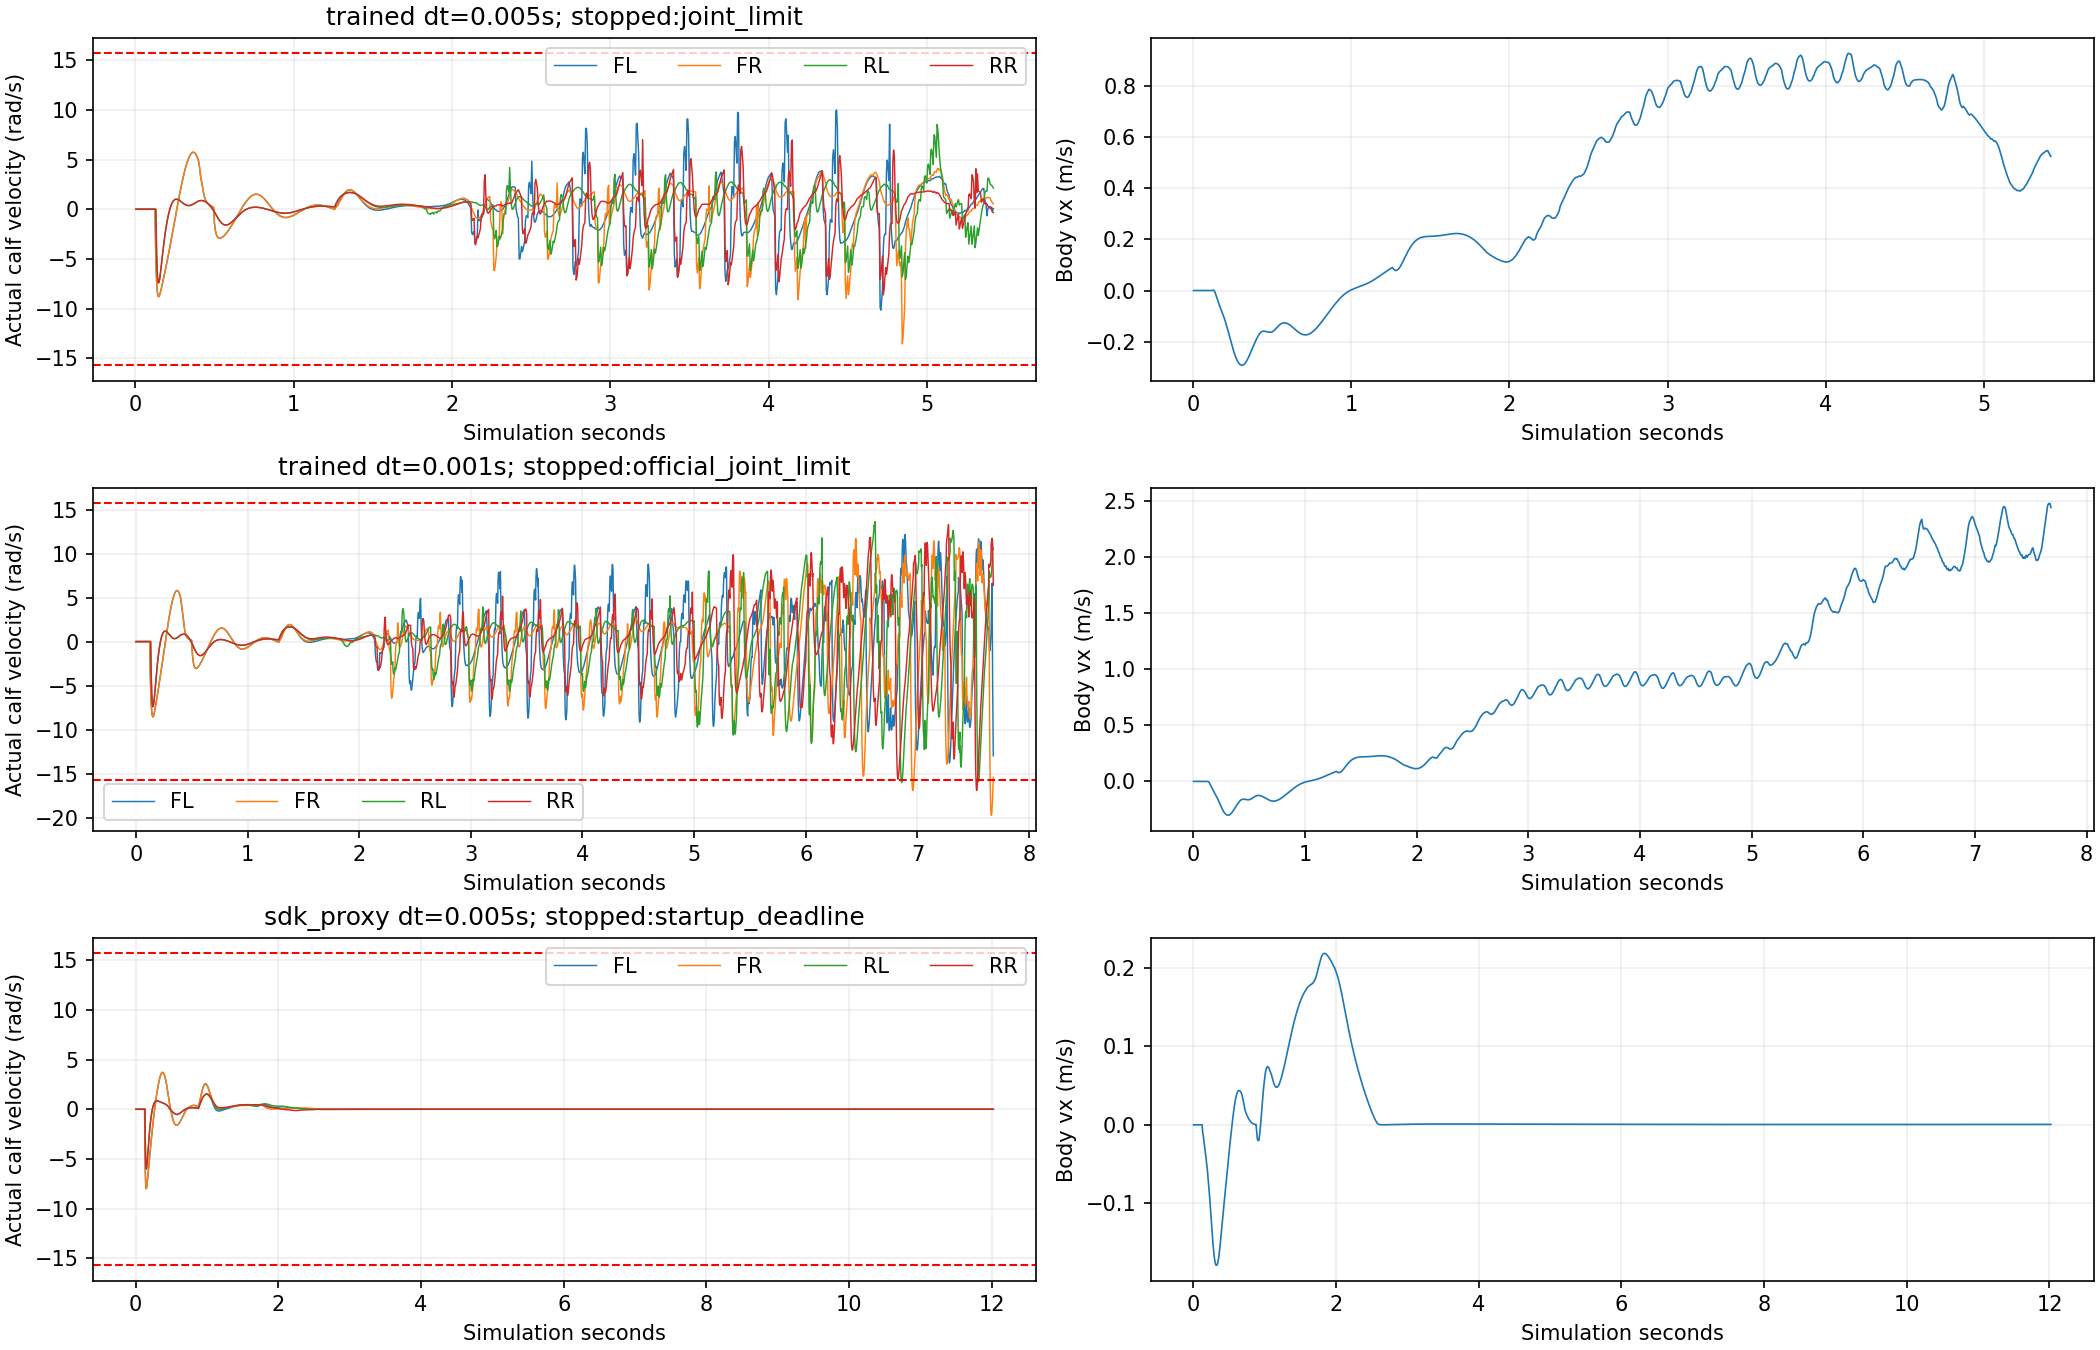 trained dt=0.005s; stopped:joint_limit
Actual calf velocity (rad/s)
15
10
5
0
−5
−10
−15
FL FR RL RR
0 1 2 3 4 5
Simulation seconds
Body vx (m/s)
0.8
0.6
0.4
0.2
0.0
−0.2
0 1 2 3 4 5
Simulation seconds
trained dt=0.001s; stopped:official_joint_limit
Actual calf velocity (rad/s)
15
10
5
0
−5
−10
−15
−20
FL FR RL RR
0 1 2 3 4 5 6 7 8
Simulation seconds
Body vx (m/s)
2.5
2.0
1.5
1.0
0.5
0.0
0 1 2 3 4 5 6 7 8
Simulation seconds
sdk_proxy dt=0.005s; stopped:startup_deadline
Actual calf velocity (rad/s)
15
10
5
0
−5
−10
−15
FL FR RL RR
0 2 4 6 8 10 12
Simulation seconds
Body vx (m/s)
0.2
0.1
0.0
−0.1
0 2 4 6 8 10 12
Simulation seconds